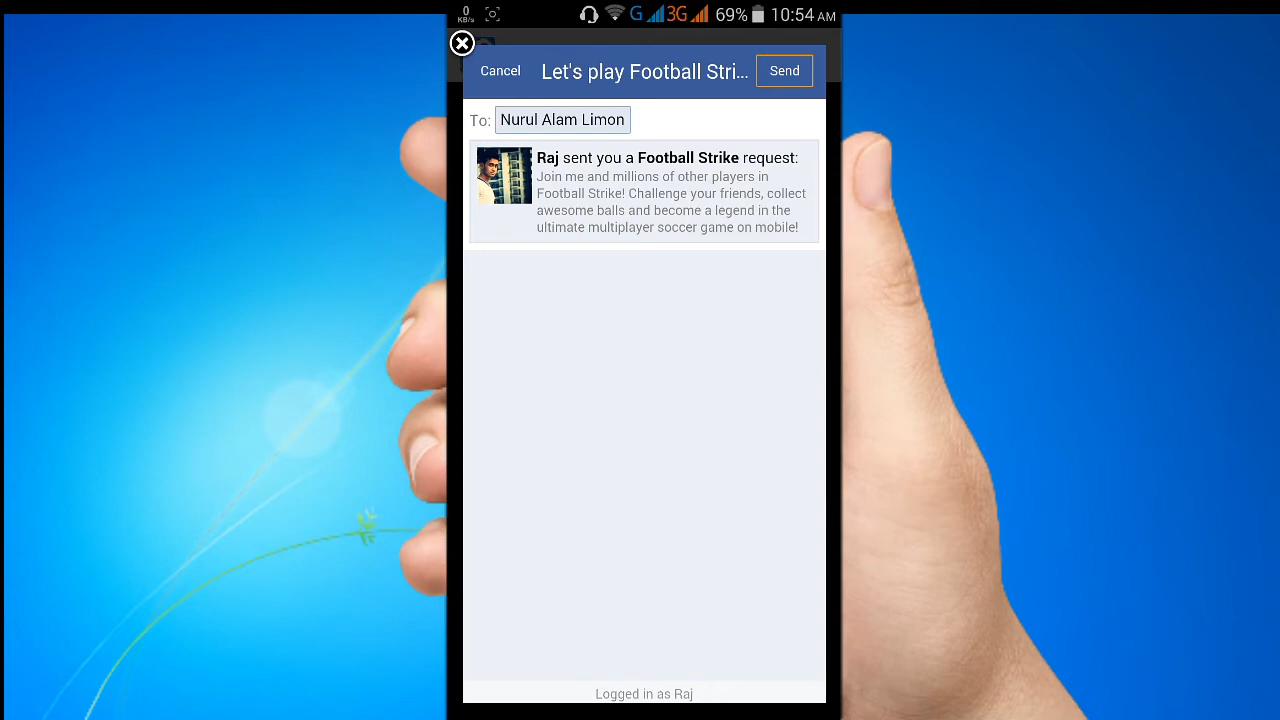 0
KB/s
G 3G 69% 10:54 AM
Cancel Let's play Football Stri... Send
To: Nurul Alam Limon
Raj sent you a Football Strike request:
Join me and millions of other players in
Football Strike! Challenge your friends, collect
awesome balls and become a legend in the
ultimate multiplayer soccer game on mobile!
Logged in as Raj